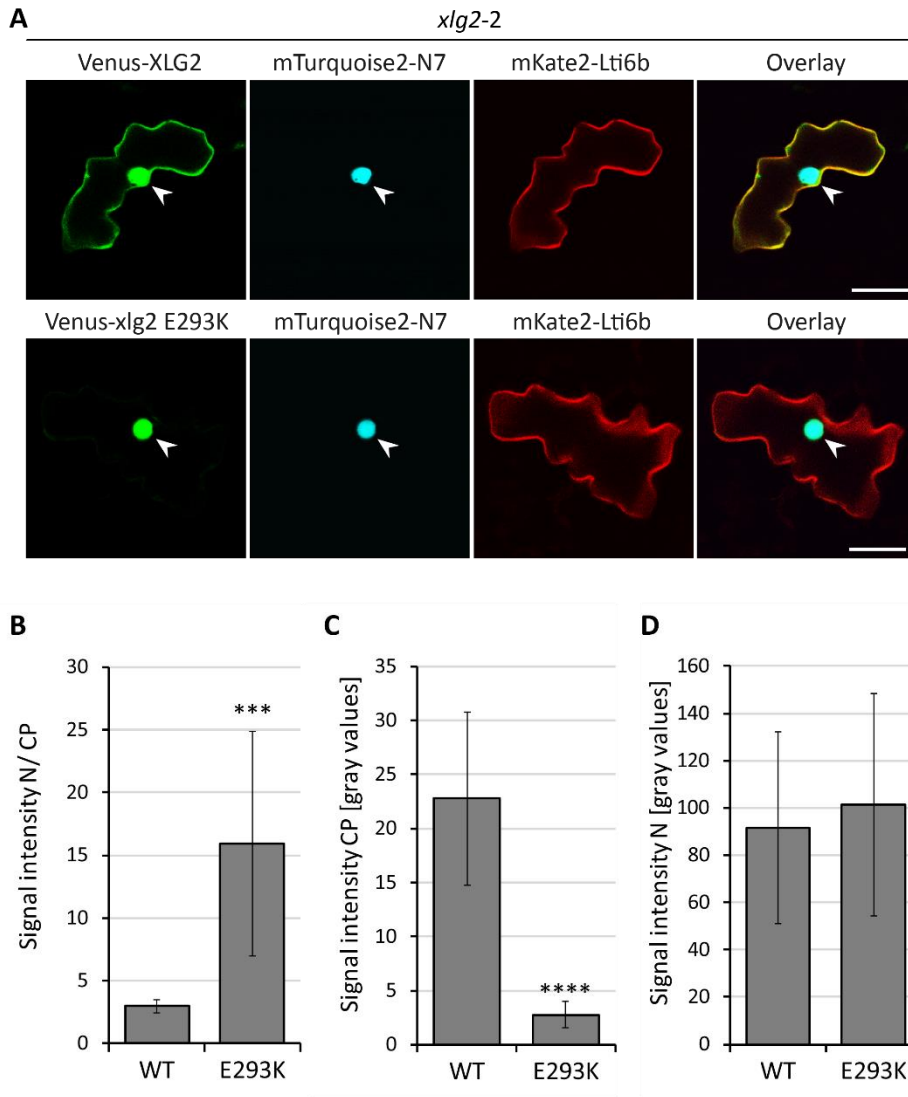 A
xlg2-2
Venus-XLG2 mTurquoise2-N7 mKate2-Lti6b Overlay
Venus-xlg2 E293K mTurquoise2-N7 mKate2-Lti6b Overlay
B
Signal intensity N/ CP
30
25
20
15
10
5
0
***
WT E293K
C
Signal intensity CP [gray values]
35
30
25
20
15
10
5
0
****
WT E293K
D
Signal intensity N [gray values]
160
140
120
100
80
60
40
20
0
WT E293K